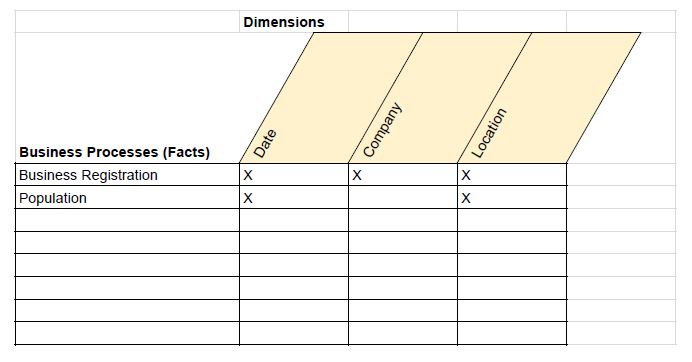 Dimensions
Date
Company
Location
Business Processes (Facts)
Business Registration X X X
Population X X